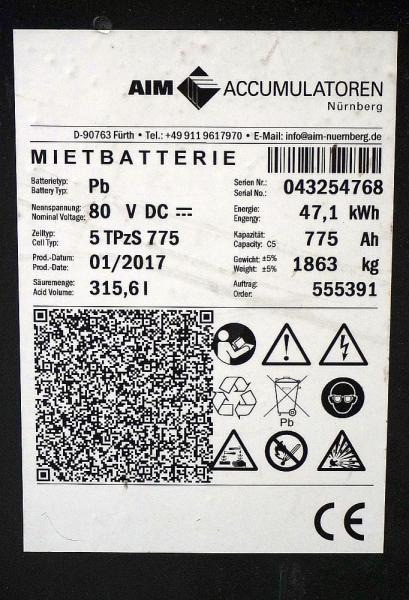 AIM ACCUMULATOREN
Nürnberg
D-90763 Fürth • Tel.: +49 911 9617970 • E-Mail: info@aim-nuernberg.de
MIETBATTERIE
Batterietyp: Pb Serien Nr.: 043254768
Battery Typ: Serial No.:
Nennspannung: 80 V DC Energie: 47,1 kWh
Nominal Voltage: Engergy:
Zelltyp: 5 TPzS 775 Kapazität: 775 Ah
Cell Typ: Capacity: C5
Prod.-Datum: 01/2017 Gewicht: ±5% 1863 kg
Prod.-Date: Weight: ±5%
Säuremenge: 315,6 l Auftrag: 555391
Acid Volume: Order:
Pb
CE